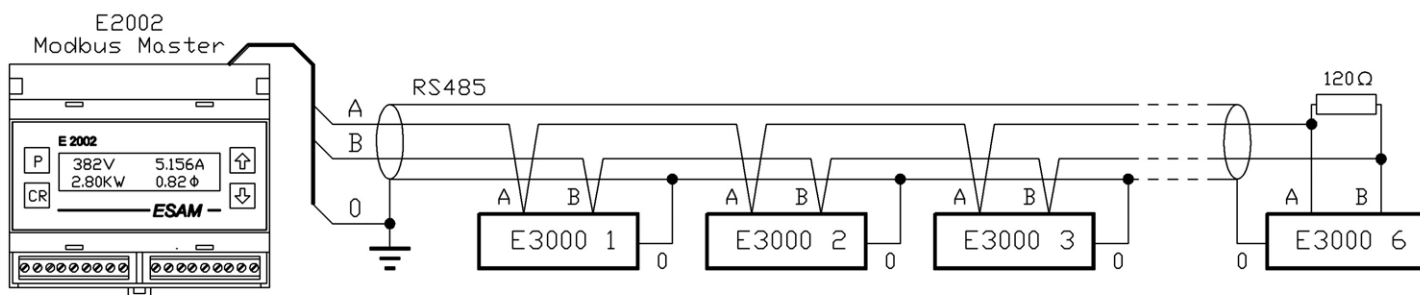 E2002
Modbus Master
E 2002
P
382V 5.156A
2.80KW 0.82 Φ
CR
ESAM
RS485
A
B
0
120Ω
A B
E3000 1
0
A B
E3000 2
0
A B
E3000 3
0
A B
E3000 6
0